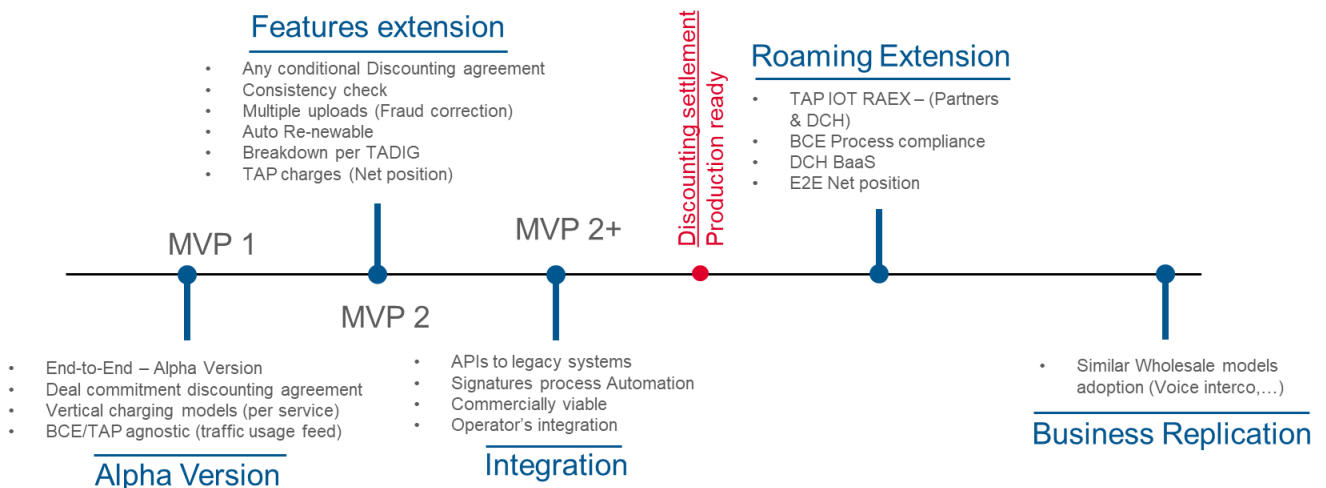 Features extension
• Any conditional Discounting agreement
• Consistency check
• Multiple uploads (Fraud correction)
• Auto Re-newable
• Breakdown per TADIG
• TAP charges (Net position)
Discounting settlement
Production ready
Roaming Extension
• TAP IOT RAEX – (Partners
& DCH)
• BCE Process compliance
• DCH BaaS
• E2E Net position
MVP 1
MVP 2+
MVP 2
• End-to-End – Alpha Version
• Deal commitment discounting agreement
• Vertical charging models (per service)
• BCE/TAP agnostic (traffic usage feed)
Alpha Version
• APIs to legacy systems
• Signatures process Automation
• Commercially viable
• Operator's integration
Integration
• Similar Wholesale models
adoption (Voice interco,...)
Business Replication